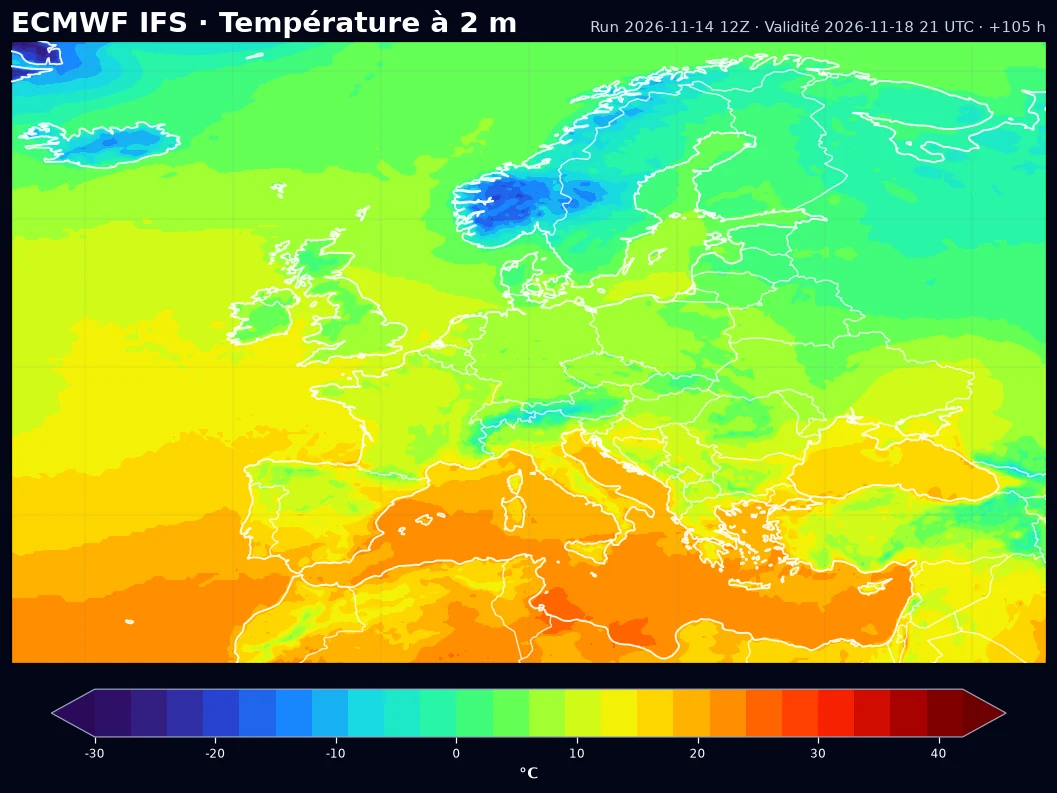 ECMWF IFS · Température à 2 m
Run 2026-11-14 12Z · Validité 2026-11-18 21 UTC · +105 h
-30 -20 -10 0 10 20 30 40
°C